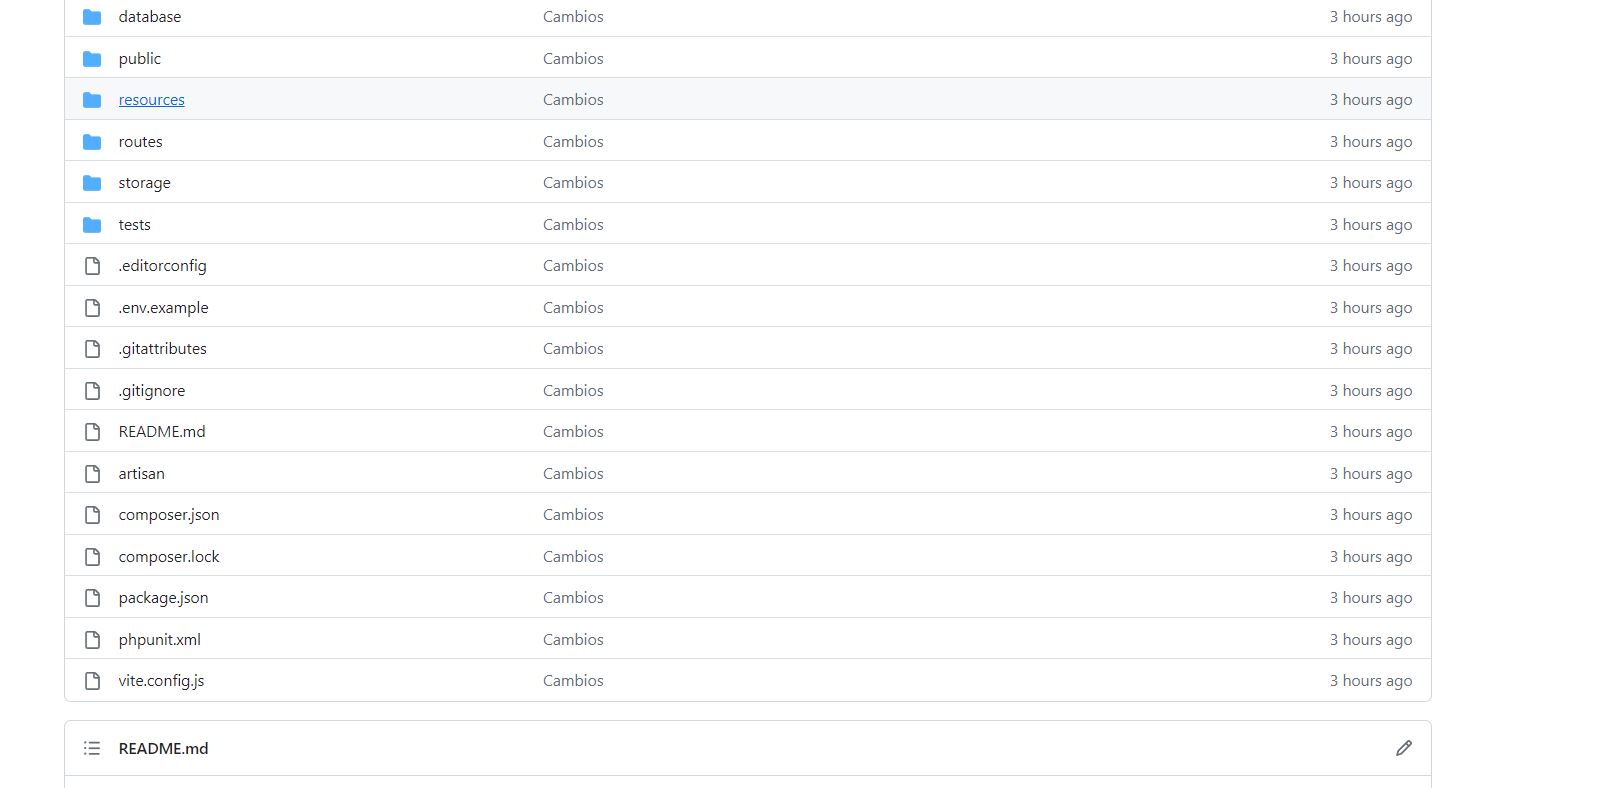 database Cambios 3 hours ago
public Cambios 3 hours ago
resources Cambios 3 hours ago
routes Cambios 3 hours ago
storage Cambios 3 hours ago
tests Cambios 3 hours ago
.editorconfig Cambios 3 hours ago
.env.example Cambios 3 hours ago
.gitattributes Cambios 3 hours ago
.gitignore Cambios 3 hours ago
README.md Cambios 3 hours ago
artisan Cambios 3 hours ago
composer.json Cambios 3 hours ago
composer.lock Cambios 3 hours ago
package.json Cambios 3 hours ago
phpunit.xml Cambios 3 hours ago
vite.config.js Cambios 3 hours ago
README.md